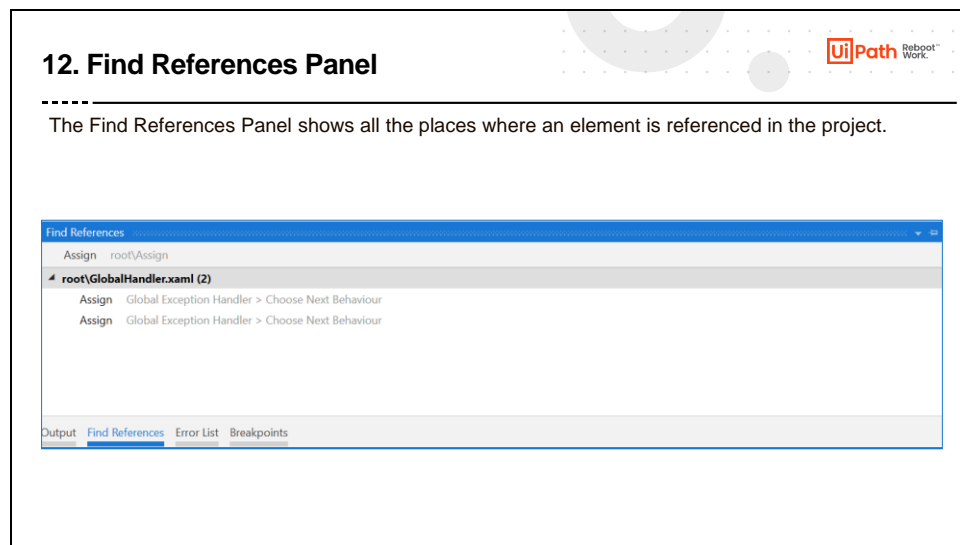 12. Find References Panel
UiPath Reboot™
Work.
The Find References Panel shows all the places where an element is referenced in the project.
Find References
Assign root\Assign
root\GlobalHandler.xaml (2)
Assign Global Exception Handler > Choose Next Behaviour
Assign Global Exception Handler > Choose Next Behaviour
Output Find References Error List Breakpoints